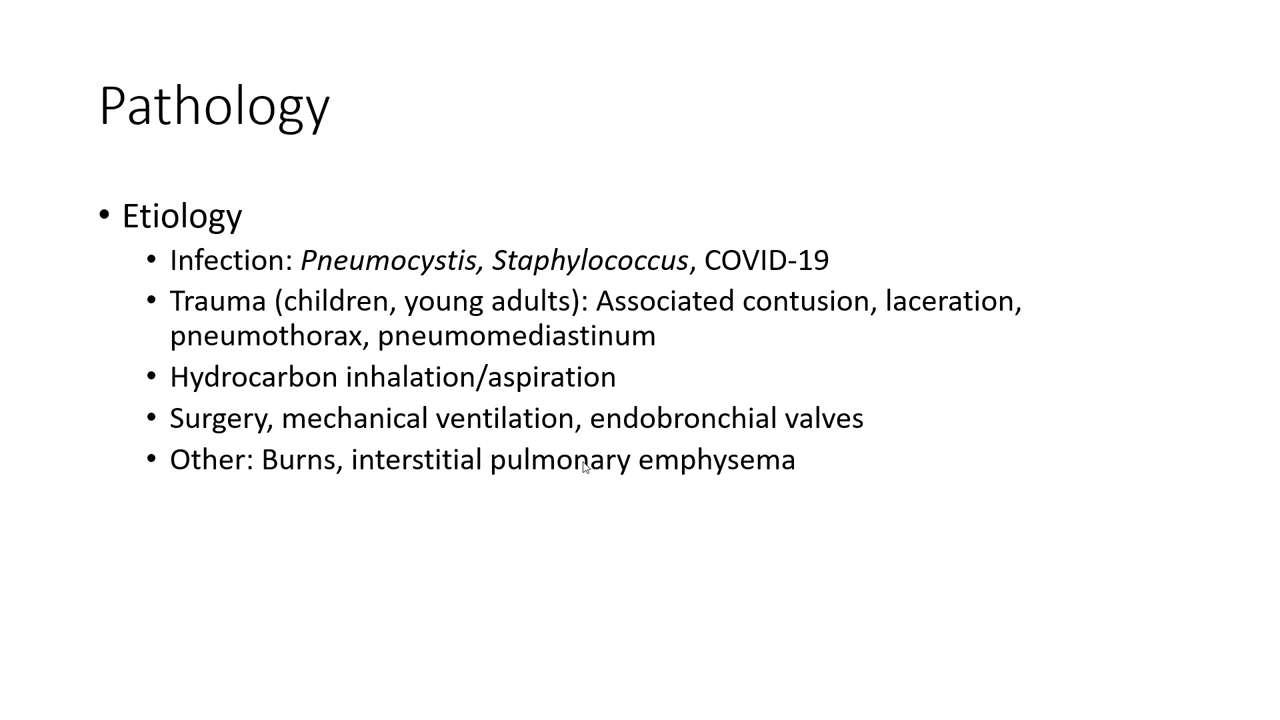 Pathology
• Etiology
• Infection: Pneumocystis, Staphylococcus, COVID-19
• Trauma (children, young adults): Associated contusion, laceration,
pneumothorax, pneumomediastinum
• Hydrocarbon inhalation/aspiration
• Surgery, mechanical ventilation, endobronchial valves
• Other: Burns, interstitial pulmonary emphysema